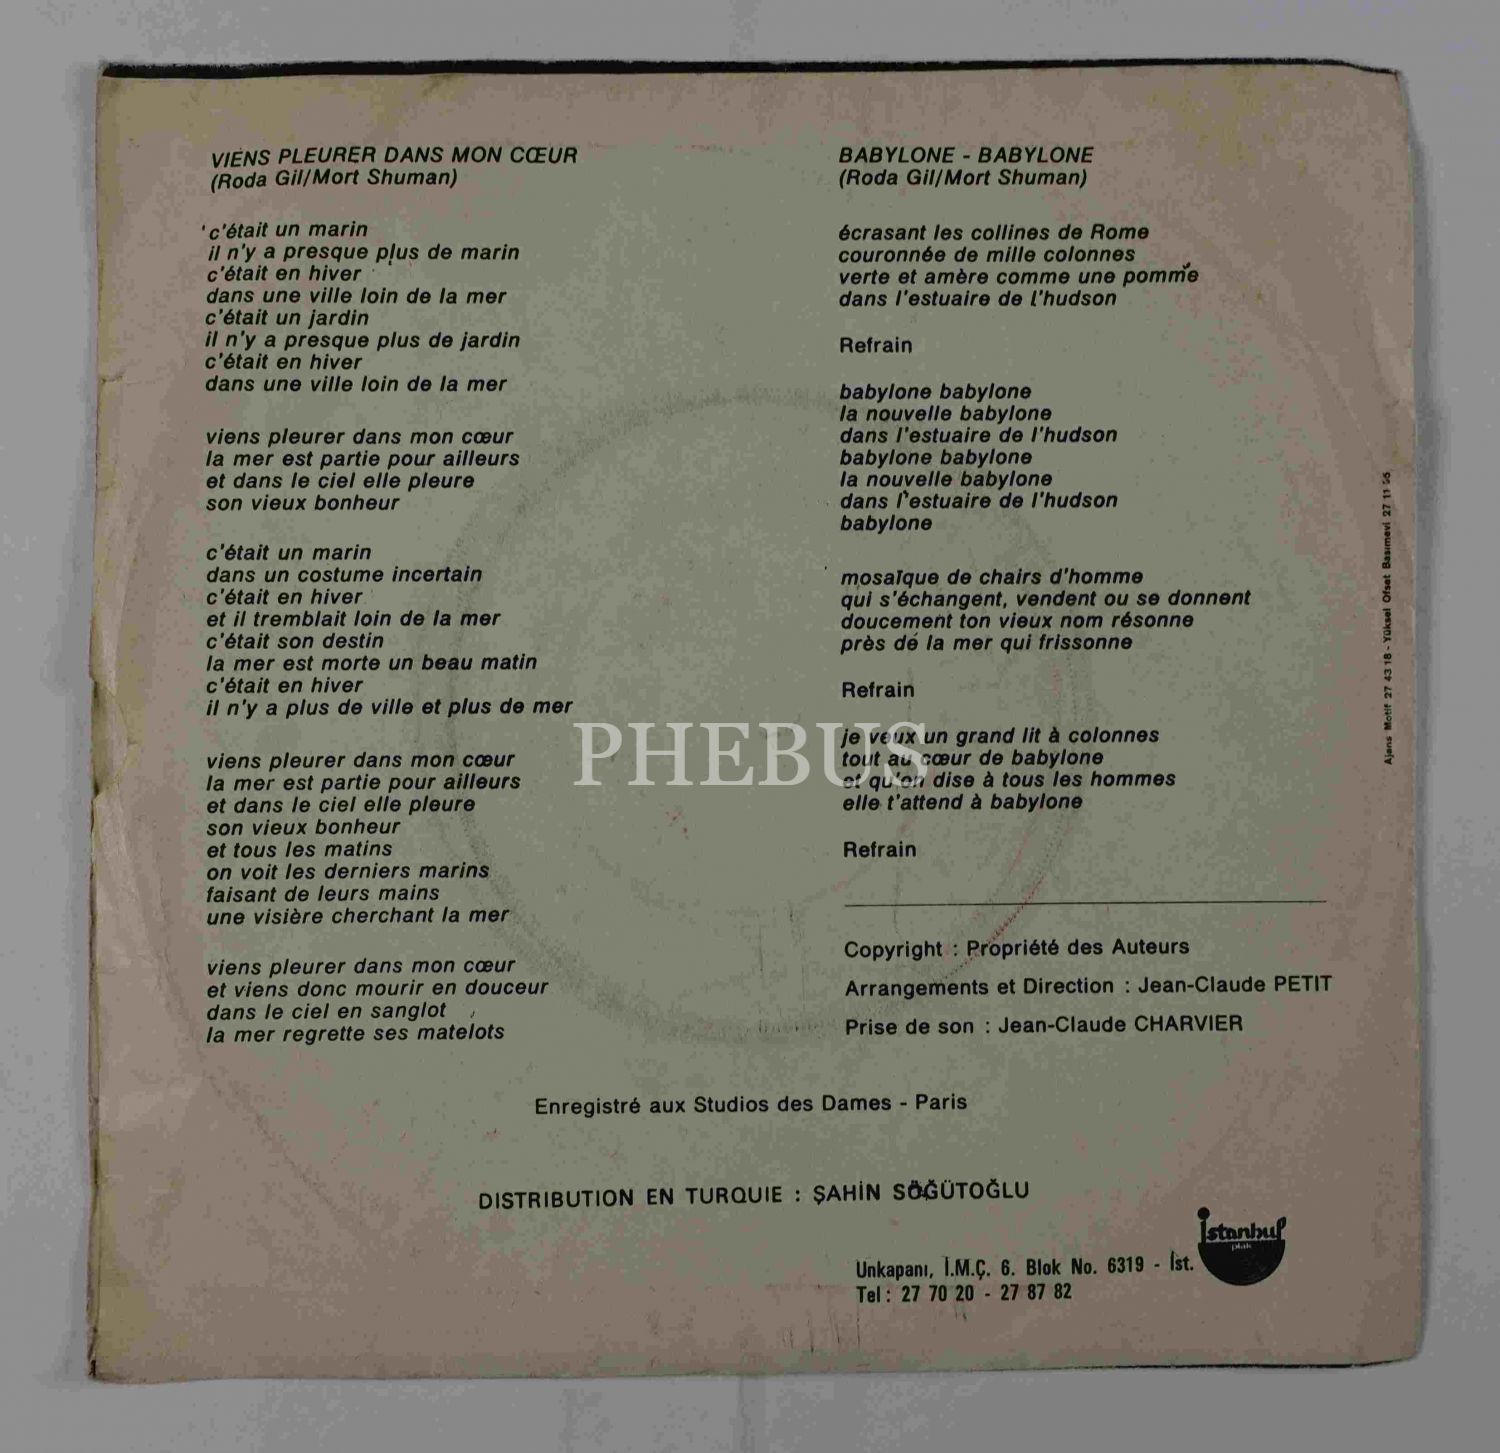 VIENS PLEURER DANS MON CŒUR
(Roda Gil/Mort Shuman)
c'était un marin
il n'y a presque plus de marin
c'était en hiver
dans une ville loin de la mer
c'était un jardin
il n'y a presque plus de jardin
c'était en hiver
dans une ville loin de la mer
viens pleurer dans mon cœur
la mer est partie pour ailleurs
et dans le ciel elle pleure
son vieux bonheur
c'était un marin
dans un costume incertain
c'était en hiver
et il tremblait loin de la mer
c'était son destin
la mer est morte un beau matin
c'était en hiver
il n'y a plus de ville et plus de mer
viens pleurer dans mon cœur
la mer est partie pour ailleurs
et dans le ciel elle pleure
son vieux bonheur
et tous les matins
on voit les derniers marins
faisant de leurs mains
une visière cherchant la mer
viens pleurer dans mon cœur
et viens donc mourir en douceur
dans le ciel en sanglot
la mer regrette ses matelots
BABYLONE - BABYLONE
(Roda Gil/Mort Shuman)
écrasant les collines de Rome
couronnée de mille colonnes
verte et amère comme une pomme
dans l'estuaire de l'hudson
Refrain
babylone babylone
la nouvelle babylone
dans l'estuaire de l'hudson
babylone babylone
la nouvelle babylone
dans l'estuaire de l'hudson
babylone
mosaïque de chairs d'homme
qui s'échangent, vendent ou se donnent
doucement ton vieux nom résonne
près de la mer qui frissonne
Refrain
je veux un grand lit à colonnes
tout au cœur de babylone
et qu'on dise à tous les hommes
elle t'attend à babylone
Refrain
Copyright : Propriété des Auteurs
Arrangements et Direction : Jean-Claude PETIT
Prise de son : Jean-Claude CHARVIER
Enregistré aux Studios des Dames - Paris
DISTRIBUTION EN TURQUIE : ŞAHİN SÖĞÜTOĞLU
Unkapanı, İ.M.Ç. 6. Blok No. 6319 - İst.
Tel : 27 70 20 - 27 87 82
İstanbul
plak
Ajans Motif 27 43 18 - Yüksel Ofset Basımevi 27 11
PHEBUS